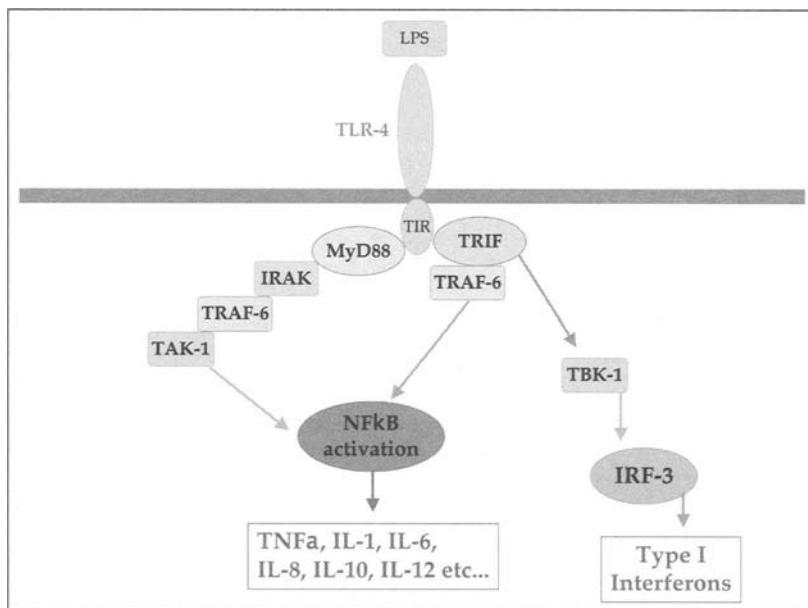 LPS
TLR-4
TIR
TRIF
MyD88
IRAK
TRAF-6
TRAF-6
TAK-1
TBK-1
NFkB
activation
IRF-3
TNFa, IL-1, IL-6,
IL-8, IL-10, IL-12 etc...
Type I
Interferons